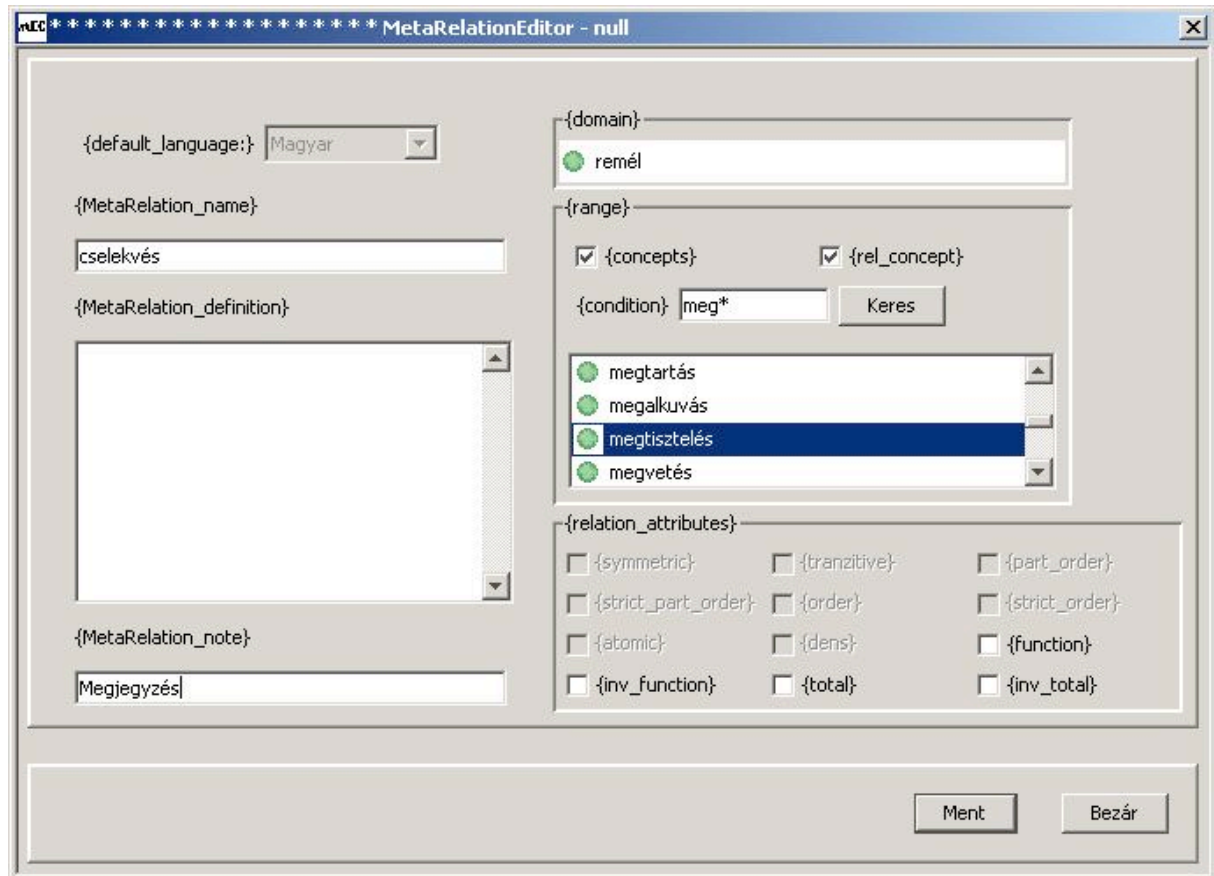 mEC * * * * * * * * * * * * * * * * * * * * * * * MetaRelationEditor - null
{default_language:} Magyar
{MetaRelation_name}
cselekvés
{MetaRelation_definition}
{MetaRelation_note}
Megjegyzés
{domain}
remél
{range}
{concepts} {rel_concept}
{condition} meg* Keres
megtartás
megalkuvás
megtisztelés
megvetés
{relation_attributes}
{symmetric} {tranzitive} {part_order}
{strict_part_order} {order} {strict_order}
{atomic} {dens} {function}
{inv_function} {total} {inv_total}
Ment Bezár